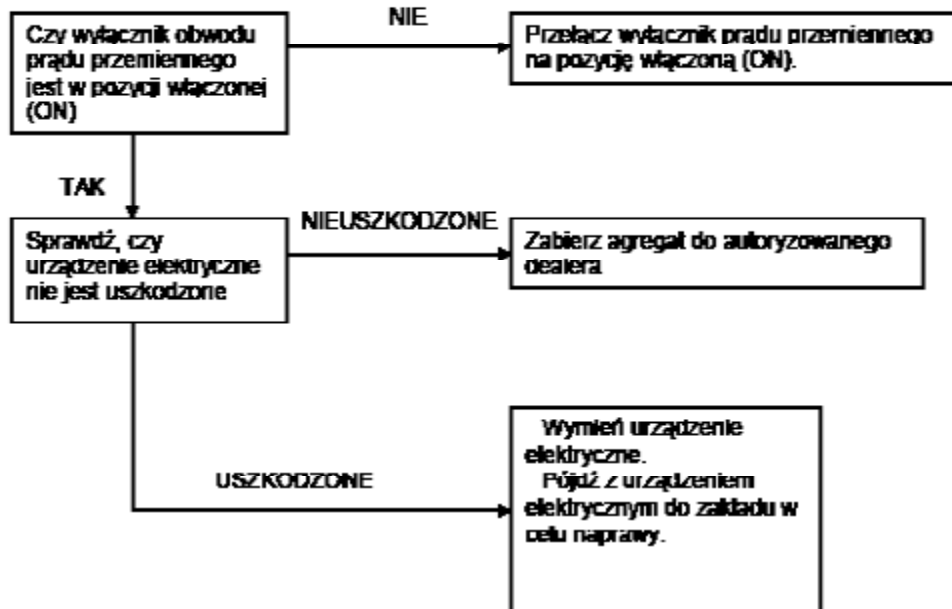 Czy wyłącznik obwodu
prądu przemiennego
jest w pozycji włączonej
(ON)
NIE
Przełącz wyłącznik prądu przemiennego
na pozycję włączoną (ON).
TAK
Sprawdź, czy
urządzenie elektryczne
nie jest uszkodzone
NIEUSZKODZONE
Zabierz agregat do autoryzowanego
dealera
USZKODZONE
Wymień urządzenie
elektryczne.
Pójdź z urządzeniem
elektrycznym do zakładu w
celu naprawy.